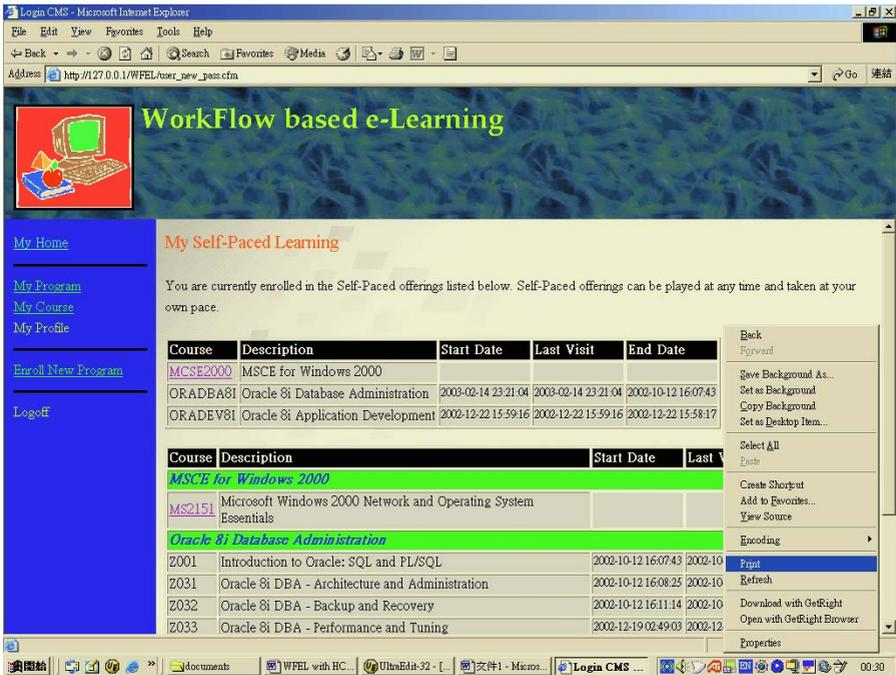 Login CMS - Microsoft Internet Explorer
File Edit View Favorites Tools Help
Back Search Favorites Media
Address http://127.0.0.1/WFEL/user_new_pass.cfm Go 連結
WorkFlow based e-Learning
My Home
My Program
My Course
My Profile
Enroll New Program
Logoff
My Self-Paced Learning
You are currently enrolled in the Self-Paced offerings listed below. Self-Paced offerings can be played at any time and taken at your
own pace.
Course Description Start Date Last Visit End Date
MCSE2000 MSCE for Windows 2000
ORADBA8I Oracle 8i Database Administration 2003-02-14 23:21:04 2003-02-14 23:21:04 2002-10-12 16:07:43
ORADEV8I Oracle 8i Application Development 2002-12-22 15:59:16 2002-12-22 15:59:16 2002-12-22 15:58:17
Course Description Start Date Last V
MSCE for Windows 2000
MS2151 Microsoft Windows 2000 Network and Operating System
Essentials
Oracle 8i Database Administration
Z001 Introduction to Oracle: SQL and PL/SQL 2002-10-12 16:07:43 2002-10
Z031 Oracle 8i DBA - Architecture and Administration 2002-10-12 16:08:25 2002-10
Z032 Oracle 8i DBA - Backup and Recovery 2002-10-12 16:11:14 2002-10
Z033 Oracle 8i DBA - Performance and Tuning 2002-12-19 02:49:03 2002-12
Back
Forward
Save Background As...
Set as Background
Copy Background
Set as Desktop Item...
Select All
Paste
Create Shortcut
Add to Favorites...
View Source
Encoding
Print
Refresh
Download with GetRight
Open with GetRight Browser
Properties
開始 » documents WFEL with HC... UltraEdit-32 - [... 文件1 - Micros... Login CMS ... EN 00:30